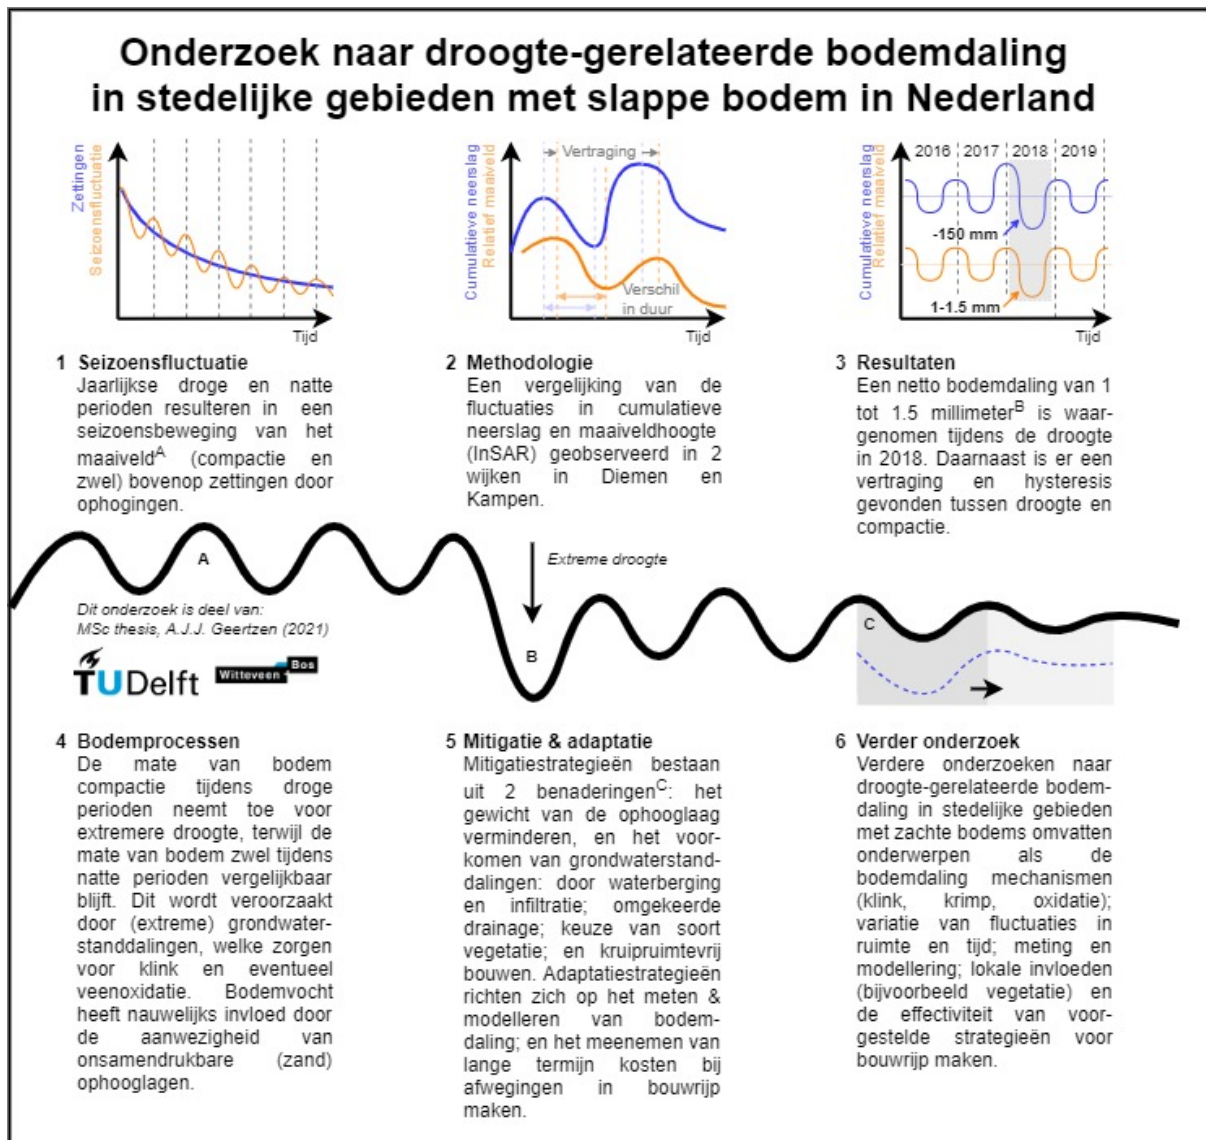 Onderzoek naar droogte-gerelateerde bodemdaling
in stedelijke gebieden met slappe bodem in Nederland
Zettingen
Seizoensfluctuatie
Tijd
1 Seizoensfluctuatie
Jaarlijkse droge en natte
perioden resulteren in een
seizoensbeweging van het
maaiveldA (compactie en
zwel) bovenop zettingen door
ophogingen.
Cumulatieve neerslag
Relatief maaiveld
Vertraging
Verschil
in duur
Tijd
2 Methodologie
Een vergelijking van de
fluctuaties in cumulatieve
neerslag en maaiveldhoogte
(InSAR) geobserveerd in 2
wijken in Diemen en
Kampen.
Cumulatieve neerslag
Relatief maaiveld
2016 2017 2018 2019
-150 mm
1-1.5 mm
Tijd
3 Resultaten
Een netto bodemdaling van 1
tot 1.5 millimeterB is waar-
genomen tijdens de droogte
in 2018. Daarnaast is er een
vertraging en hysteresis
gevonden tussen droogte en
compactie.
A
Extreme droogte
B
C
Dit onderzoek is deel van:
MSc thesis, A.J.J. Geertzen (2021)
TUDelft
Witteveen + Bos
4 Bodemprocessen
De mate van bodem
compactie tijdens droge
perioden neemt toe voor
extremere droogte, terwijl de
mate van bodem zwel tijdens
natte perioden vergelijkbaar
blijft. Dit wordt veroorzaakt
door (extreme) grondwater-
standdalingen, welke zorgen
voor klink en eventueel
veenoxidatie. Bodemvocht
heeft nauwelijks invloed door
de aanwezigheid van
onsamendrukbare (zand)
ophooglagen.
5 Mitigatie & adaptatie
Mitigatiestrategieën bestaan
uit 2 benaderingenC: het
gewicht van de ophooglaag
verminderen, en het voor-
komen van grondwaterstand-
dalingen: door waterberging
en infiltratie; omgekeerde
drainage; keuze van soort
vegetatie; en kruipruimtevrij
bouwen. Adaptatiestrategieën
richten zich op het meten &
modelleren van bodem-
daling; en het meenemen van
lange termijn kosten bij
afwegingen in bouwrijp
maken.
6 Verder onderzoek
Verdere onderzoeken naar
droogte-gerelateerde bodem-
daling in stedelijke gebieden
met zachte bodems omvatten
onderwerpen als de
bodemdaling mechanismen
(klink, krimp, oxidatie);
variatie van fluctuaties in
ruimte en tijd; meting en
modellering; lokale invloeden
(bijvoorbeeld vegetatie) en
de effectiviteit van voor-
gestelde strategieën voor
bouwrijp maken.